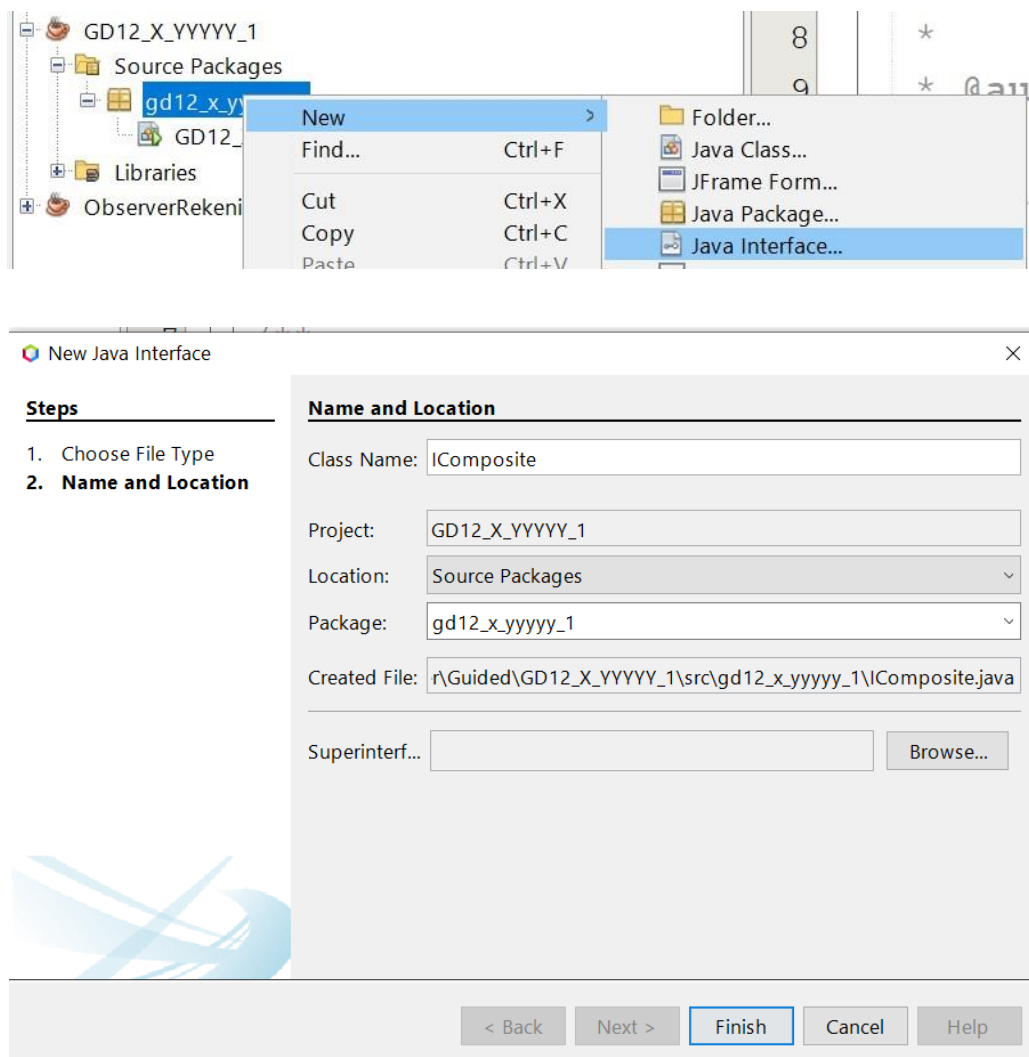 GD12_X_YYYYY_1
8 *
Source Packages
9 *
gd12_x_yy
New > Folder...
GD12_
Find... Ctrl+F Java Class...
Libraries
JFrame Form...
ObserverRekeni
Cut Ctrl+X Java Package...
Copy Ctrl+C Java Interface...
Paste Ctrl+V
New Java Interface
Steps
1. Choose File Type
2. Name and Location
Name and Location
Class Name: IComposite
Project: GD12_X_YYYYY_1
Location: Source Packages
Package: gd12_x_yyyyy_1
Created File: r\Guided\GD12_X_YYYYY_1\src\gd12_x_yyyyy_1\IComposite.java
Superinterf... Browse...
< Back Next > Finish Cancel Help